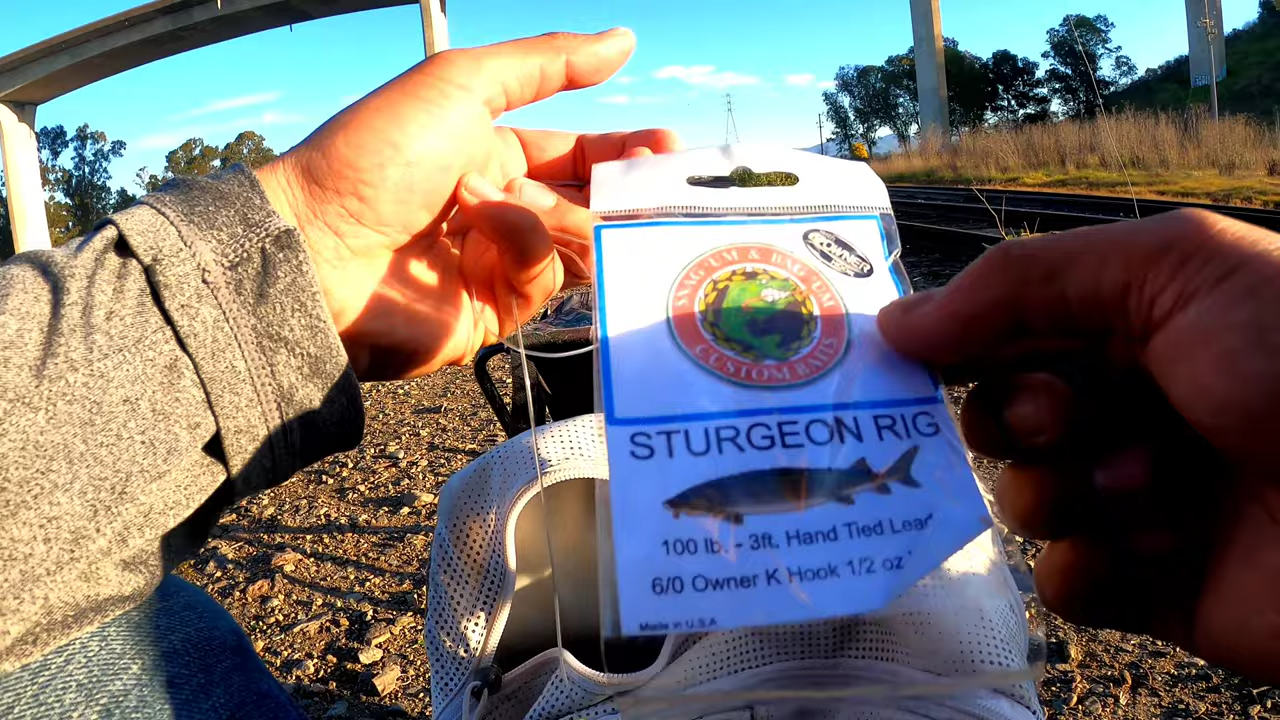 OWNER
SNAG'UM & BAG'UM
CUSTOM BAITS
STURGEON RIG
100 lb. - 3ft. Hand Tied Lead
6/0 Owner K Hook 1/2 oz
Made in U.S.A